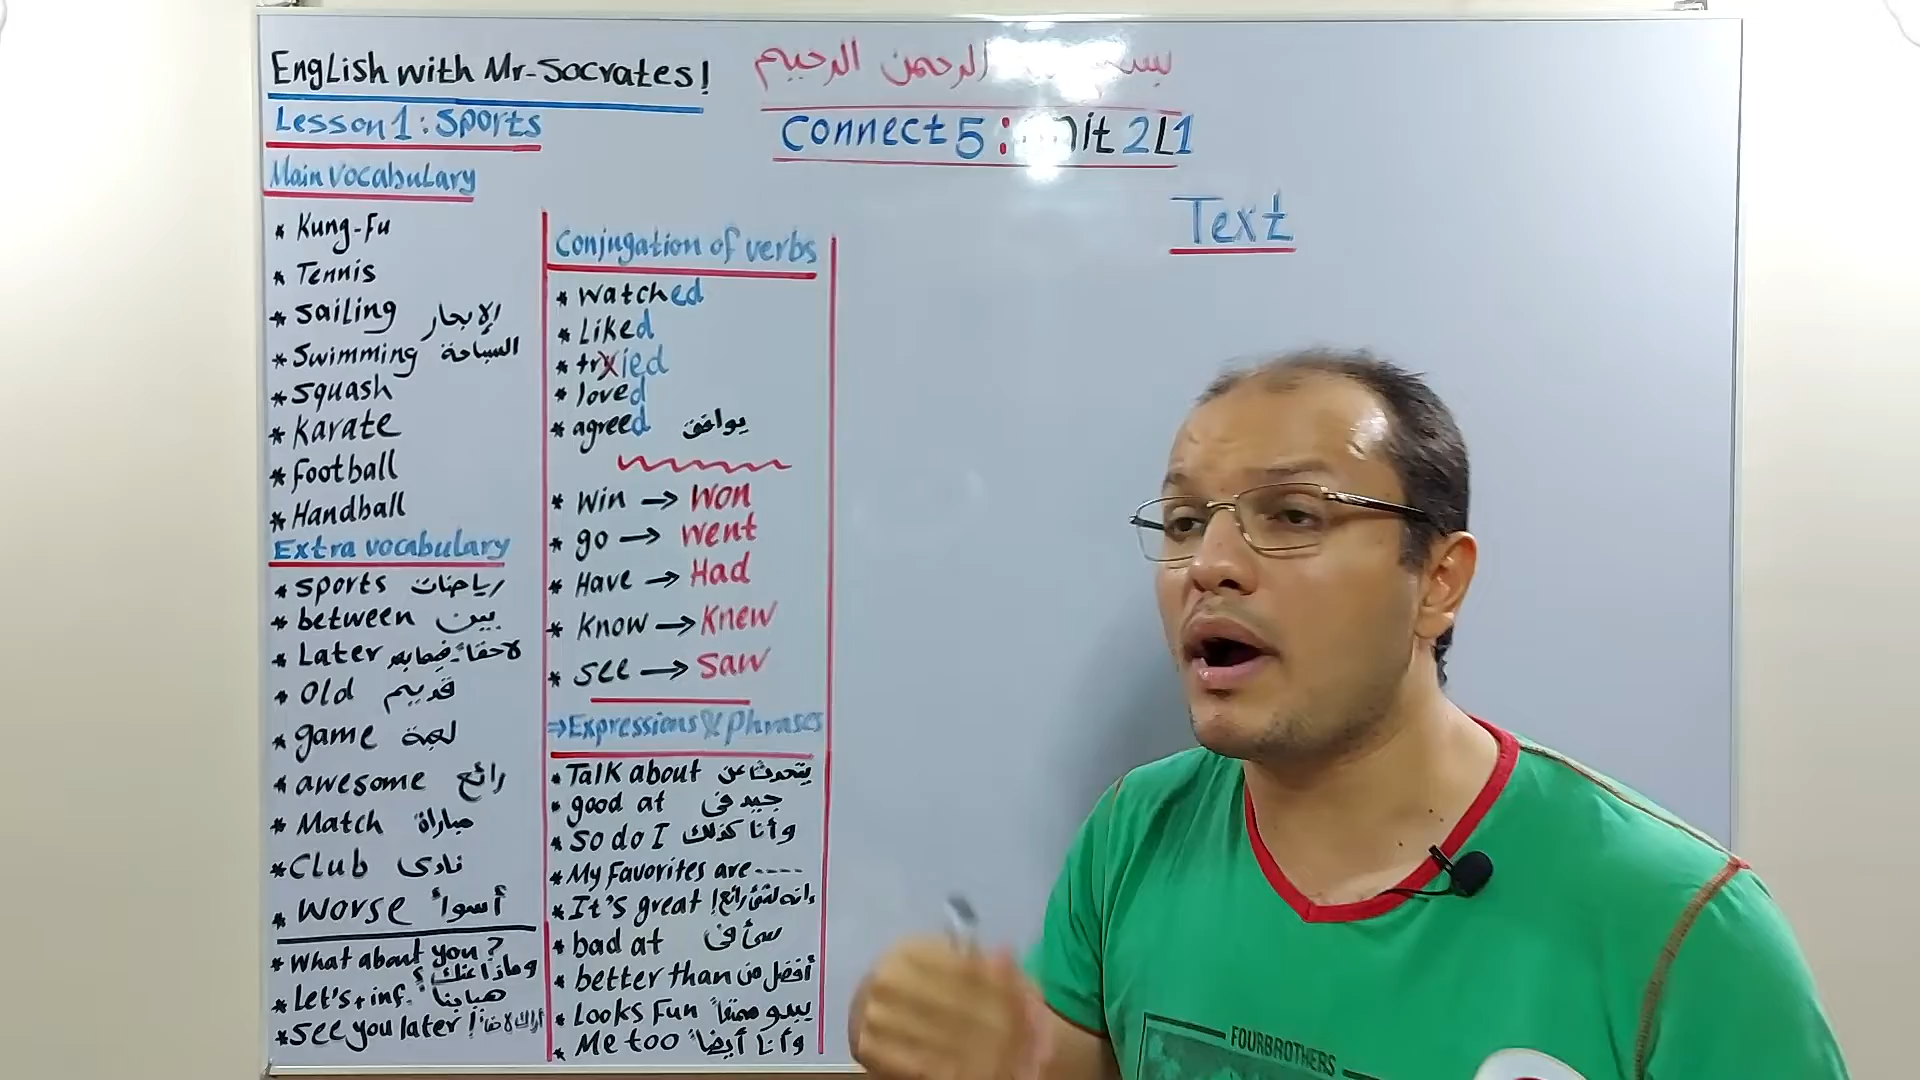 English with Mr-Socrates!
الرحمن الرحيم
Lesson 1: Sports
Connect 5: unit 2 L1
Main Vocabulary
* Kung-Fu
* Tennis
* Sailing الإبحار
* Swimming السباحة
* Squash
* Karate
* Football
* Handball
Extra vocabulary
* Sports رياضات
* between بين
* Later لاحقاً - فيما بعد
* Old قديم
* game لعبة
* awesome رائع
* Match مباراة
* Club نادى
* Worse أسوأ
* What about you?
وماذا عنك؟
* Let's + inf. هيا بنا
* See you later! أراك لاحقاً
Conjugation of verbs
* Watched
* Liked
* tryied
* loved
* agreed يوافق
* Win → Won
* go → Went
* Have → Had
* Know → Knew
* See → Saw
⇒ Expressions & Phrases
* Talk about يتحدث عن
* good at جيد فى
* So do I وأنا كذلك
* My Favorites are ----
* It's great! إنه لشئ رائع
* bad at سئ فى
* better than أفضل من
* Looks Fun يبدو ممتعاً
* Me too وأنا أيضاً
Text
FOURBROTHERS